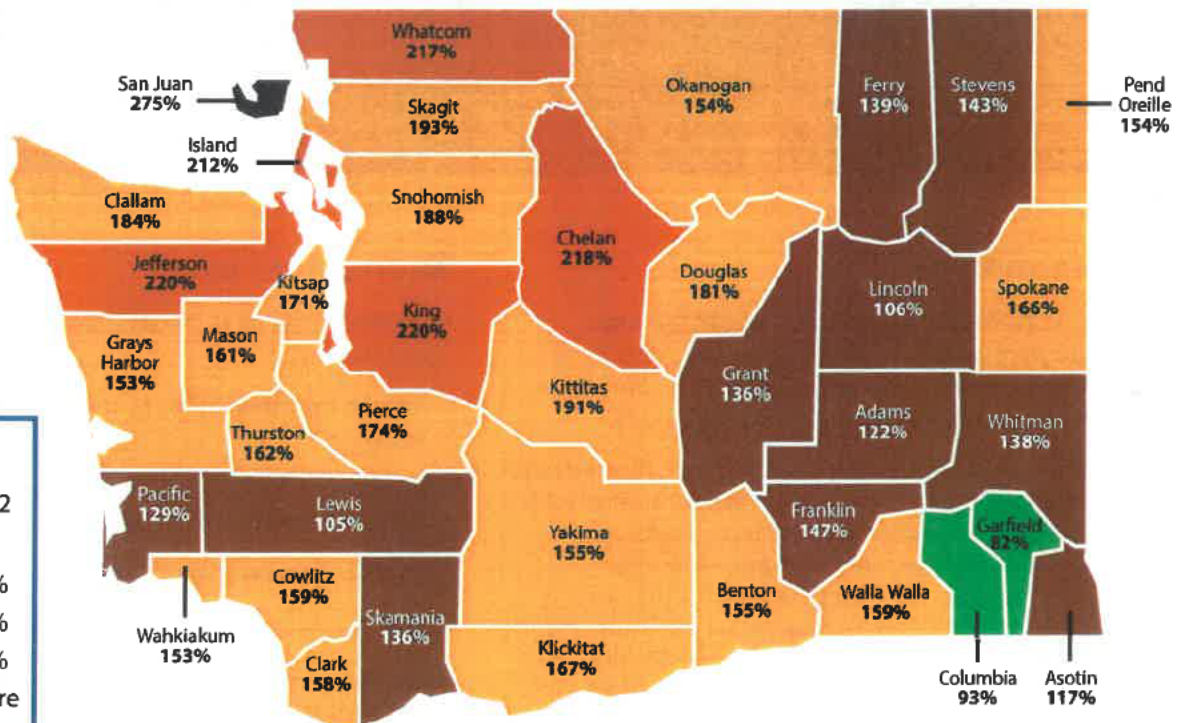 Whatcom
217%
San Juan
275%
Skagit
193%
Island
212%
Okanogan
154%
Ferry
139%
Stevens
143%
Pend
Oreille
154%
Clallam
184%
Snohomish
188%
Chelan
218%
Jefferson
220%
Kitsap
171%
King
220%
Douglas
181%
Lincoln
106%
Spokane
166%
Grays
Harbor
153%
Mason
161%
Kittitas
191%
Grant
136%
Pierce
174%
Thurston
162%
Adams
122%
Whitman
138%
Pacific
129%
Lewis
105%
Yakima
155%
Franklin
147%
Garfield
82%
Cowlitz
159%
Skamania
136%
Benton
155%
Walla Walla
159%
Wahkiakum
153%
Clark
158%
Klickitat
167%
Columbia
93%
Asotin
117%
2
%
%
%
re